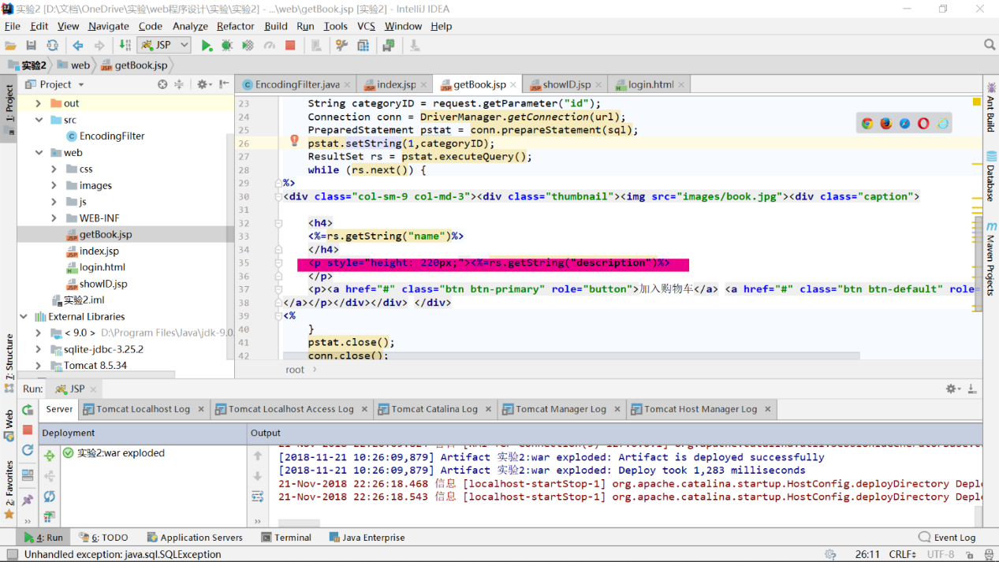 实验2 [D:\文档\OneDrive\实验\web程序设计\实验\实验2] - ...\web\getBook.jsp [实验2] - IntelliJ IDEA
File Edit View Navigate Code Analyze Refactor Build Run Tools VCS Window Help
JSP
实验2 web getBook.jsp
Project
EncodingFilter.java index.jsp getBook.jsp showID.jsp login.html
1: Project
out
src
EncodingFilter
web
css
images
js
WEB-INF
getBook.jsp
index.jsp
login.html
showID.jsp
实验2.iml
External Libraries
< 9.0 > D:\Program Files\Java\jdk-9.0.
sqlite-jdbc-3.25.2
Tomcat 8.5.34
23 String categoryID = request.getParameter("id");
24 Connection conn = DriverManager.getConnection(url);
25 PreparedStatement pstat = conn.prepareStatement(sql);
26 pstat.setString(1,categoryID);
27 ResultSet rs = pstat.executeQuery();
28 while (rs.next()) {
29 %>
30 <div class="col-sm-9 col-md-3"><div class="thumbnail"><img src="images/book.jpg"><div class="caption">
31
32 <h4>
33 <%=rs.getString("name")%>
34 </h4>
35 <p style="height: 220px;"><%=rs.getString("description")%>
36 </p>
37 <p><a href="#" class="btn btn-primary" role="button">加入购物车</a> <a href="#" class="btn btn-default" role=
38 </a></p></div></div> </div>
39 <%
40 }
41 pstat.close();
42 conn.close();
root
Ant Build
Database
Maven Projects
7: Structure
Web
2: Favorites
Run: JSP
Server Tomcat Localhost Log Tomcat Localhost Access Log Tomcat Catalina Log Tomcat Manager Log Tomcat Host Manager Log
Deployment Output
实验2:war exploded
[2018-11-21 10:26:09,879] Artifact 实验2:war exploded: Artifact is deployed successfully
[2018-11-21 10:26:09,879] Artifact 实验2:war exploded: Deploy took 1,283 milliseconds
21-Nov-2018 22:26:18.468 信息 [localhost-startStop-1] org.apache.catalina.startup.HostConfig.deployDirectory Depl
21-Nov-2018 22:26:18.543 信息 [localhost-startStop-1] org.apache.catalina.startup.HostConfig.deployDirectory Depl
4: Run 6: TODO Application Servers Terminal Java Enterprise Event Log
Unhandled exception: java.sql.SQLException 26:11 CRLF UTF-8